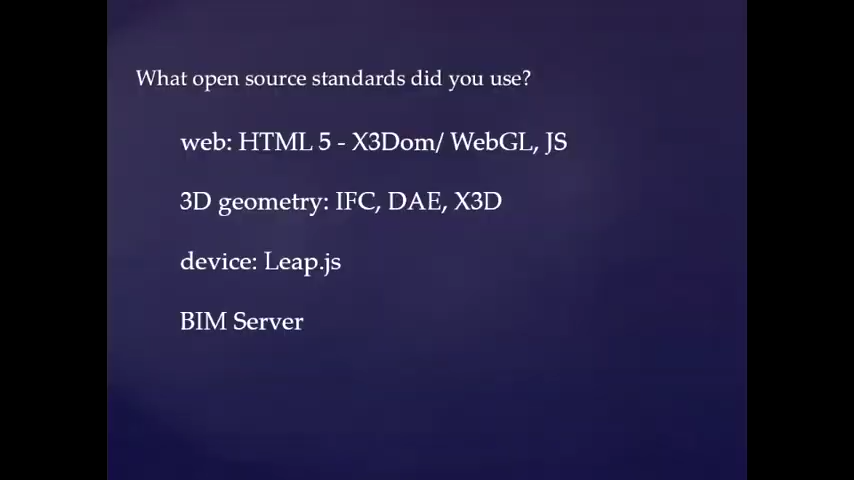 What open source standards did you use?
web: HTML 5 - X3Dom/ WebGL, JS
3D geometry: IFC, DAE, X3D
device: Leap.js
BIM Server